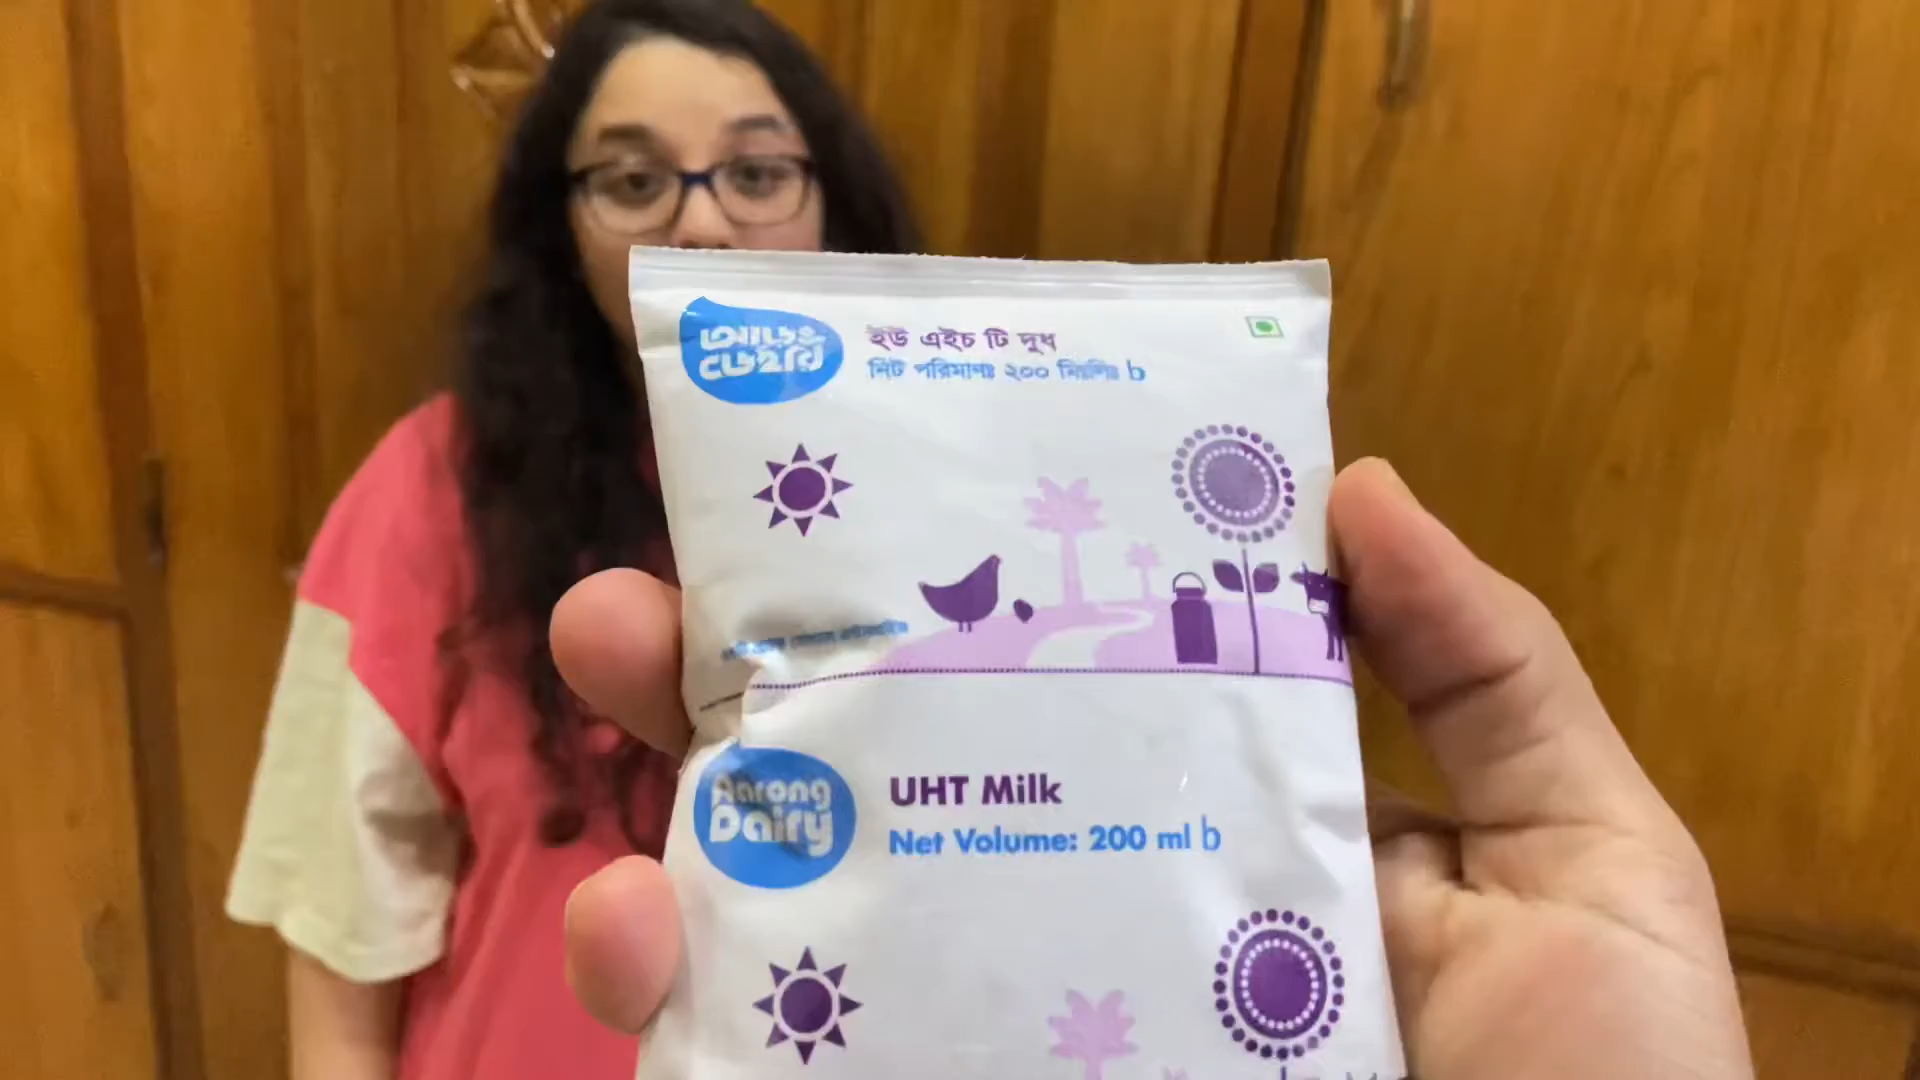 আড়ং
ডেইরি
ইউ এইচ টি দুধ
নিট পরিমাণঃ ২০০ মিঃলিঃ b
Aarong
Dairy
UHT Milk
Net Volume: 200 ml b